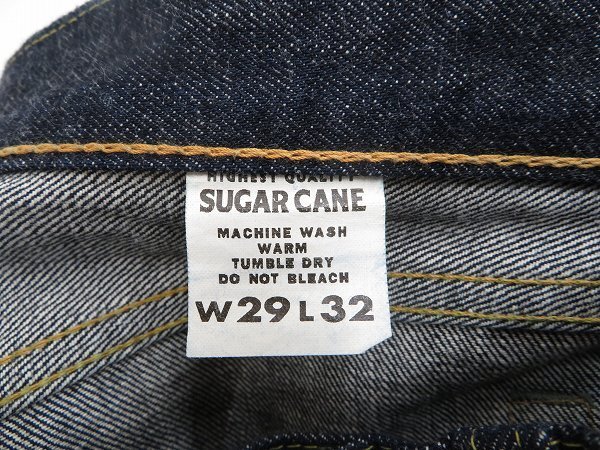 HIGHEST QUALITY
SUGAR CANE
MACHINE WASH
WARM
TUMBLE DRY
DO NOT BLEACH
W29 L32